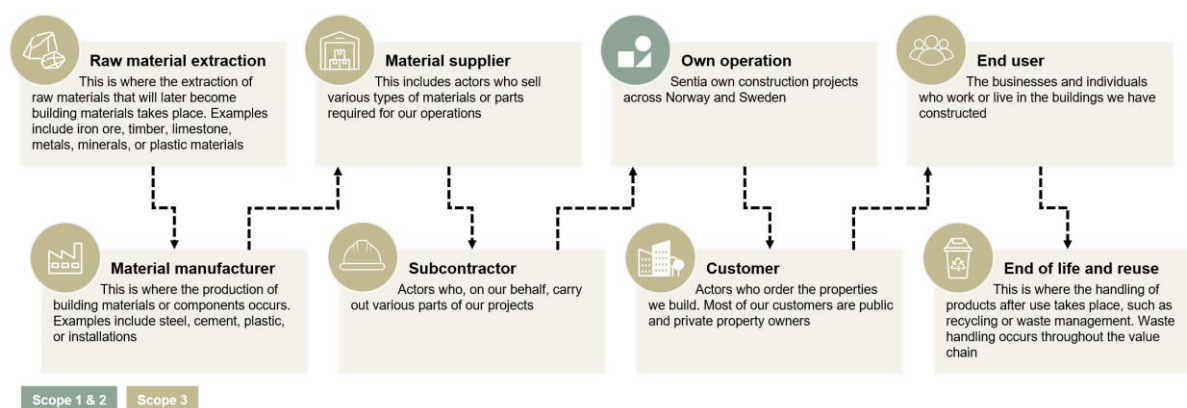 Raw material extraction
This is where the extraction of
raw materials that will later become
building materials takes place. Examples
include iron ore, timber, limestone,
metals, minerals, or plastic materials
Material supplier
This includes actors who sell
various types of materials or parts
required for our operations
Own operation
Sentia own construction projects
across Norway and Sweden
End user
The businesses and individuals
who work or live in the buildings we have
constructed
Material manufacturer
This is where the production of
building materials or components occurs.
Examples include steel, cement, plastic,
or installations
Subcontractor
Actors who, on our behalf, carry
out various parts of our projects
Customer
Actors who order the properties
we build. Most of our customers are public
and private property owners
End of life and reuse
This is where the handling of
products after use takes place, such as
recycling or waste management. Waste
handling occurs throughout the value
chain
Scope 1 & 2
Scope 3